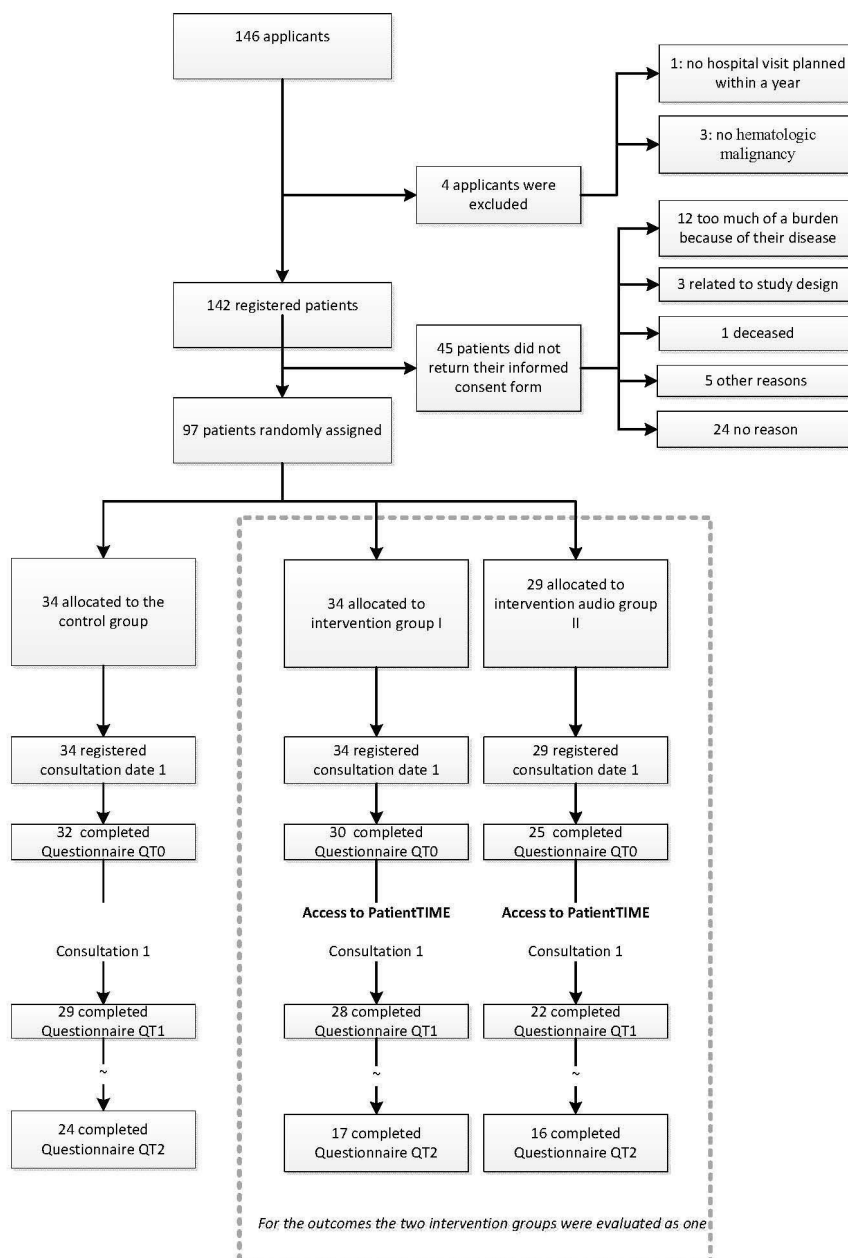 146 applicants
1: no hospital visit planned
within a year
3: no hematologic
malignancy
4 applicants were
excluded
12 too much of a burden
because of their disease
3 related to study design
142 registered patients
1 deceased
45 patients did not
return their informed
consent form
5 other reasons
24 no reason
97 patients randomly assigned
34 allocated to the
control group
34 allocated to
intervention group I
29 allocated to
intervention audio group
II
34 registered
consultation date 1
34 registered
consultation date 1
29 registered
consultation date 1
32 completed
Questionnaire QT0
30 completed
Questionnaire QT0
25 completed
Questionnaire QT0
Access to PatientTIME
Access to PatientTIME
Consultation 1
Consultation 1
Consultation 1
29 completed
Questionnaire QT1
28 completed
Questionnaire QT1
22 completed
Questionnaire QT1
~
~
~
24 completed
Questionnaire QT2
17 completed
Questionnaire QT2
16 completed
Questionnaire QT2
For the outcomes the two intervention groups were evaluated as one